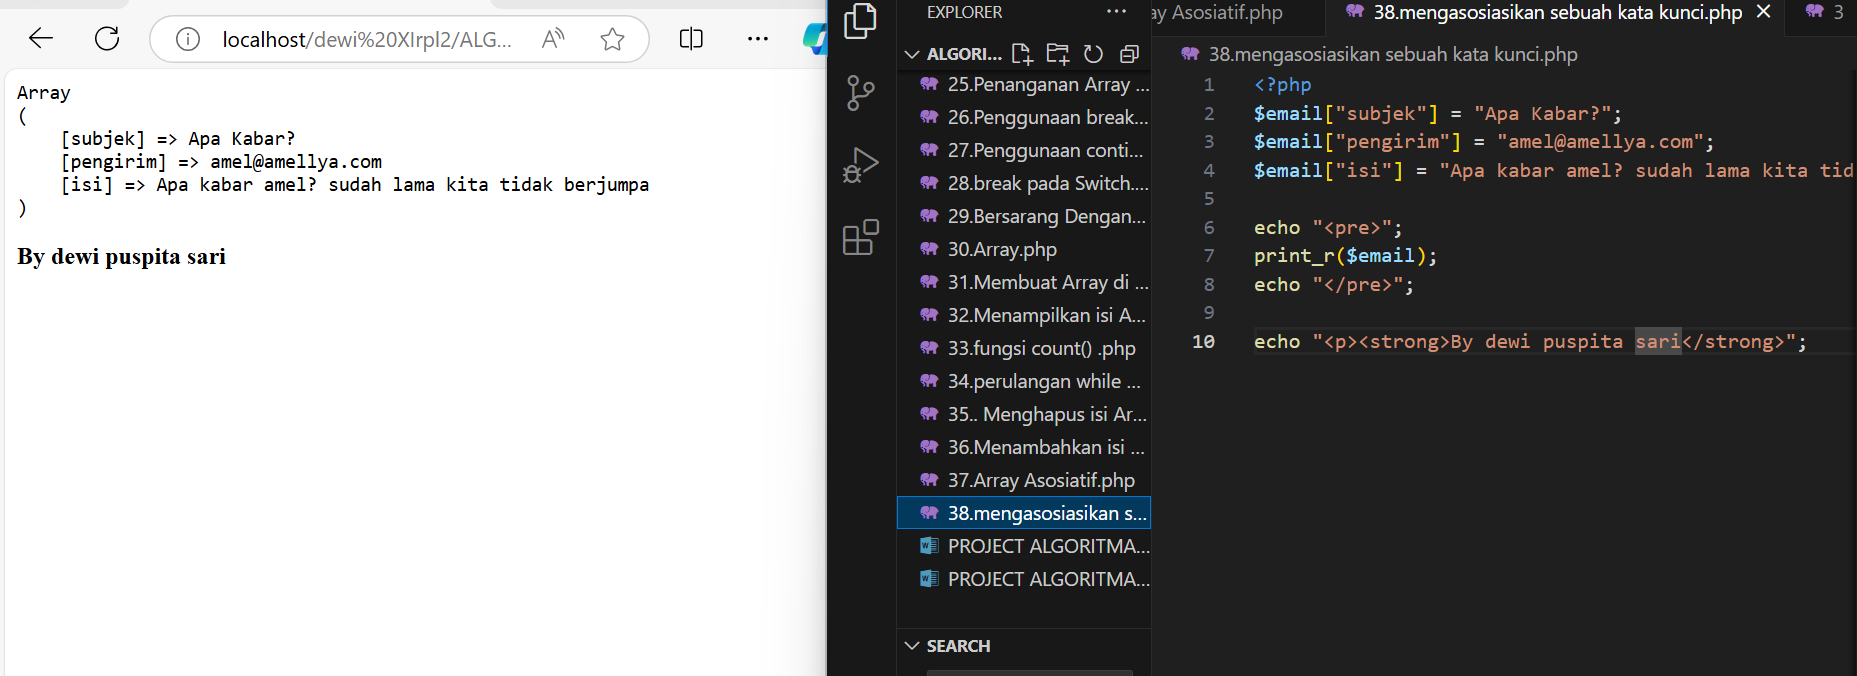 localhost/dewi%20XIrpl2/ALG...
Array
(
[subjek] => Apa Kabar?
[pengirim] => amel@amellya.com
[isi] => Apa kabar amel? sudah lama kita tidak berjumpa
)
By dewi puspita sari
EXPLORER
ALGORI...
25.Penanganan Array ...
26.Penggunaan break...
27.Penggunaan conti...
28.break pada Switch....
29.Bersarang Dengan...
30.Array.php
31.Membuat Array di ...
32.Menampilkan isi A...
33.fungsi count() .php
34.perulangan while ...
35.. Menghapus isi Ar...
36.Menambahkan isi ...
37.Array Asosiatif.php
38.mengasosiasikan s...
PROJECT ALGORITMA...
PROJECT ALGORITMA...
SEARCH
ay Asosiatif.php
38.mengasosiasikan sebuah kata kunci.php
3
38.mengasosiasikan sebuah kata kunci.php
1 <?php
2 $email["subjek"] = "Apa Kabar?";
3 $email["pengirim"] = "amel@amellya.com";
4 $email["isi"] = "Apa kabar amel? sudah lama kita tid
5
6 echo "<pre>";
7 print_r($email);
8 echo "</pre>";
9
10 echo "<p><strong>By dewi puspita sari</strong>";